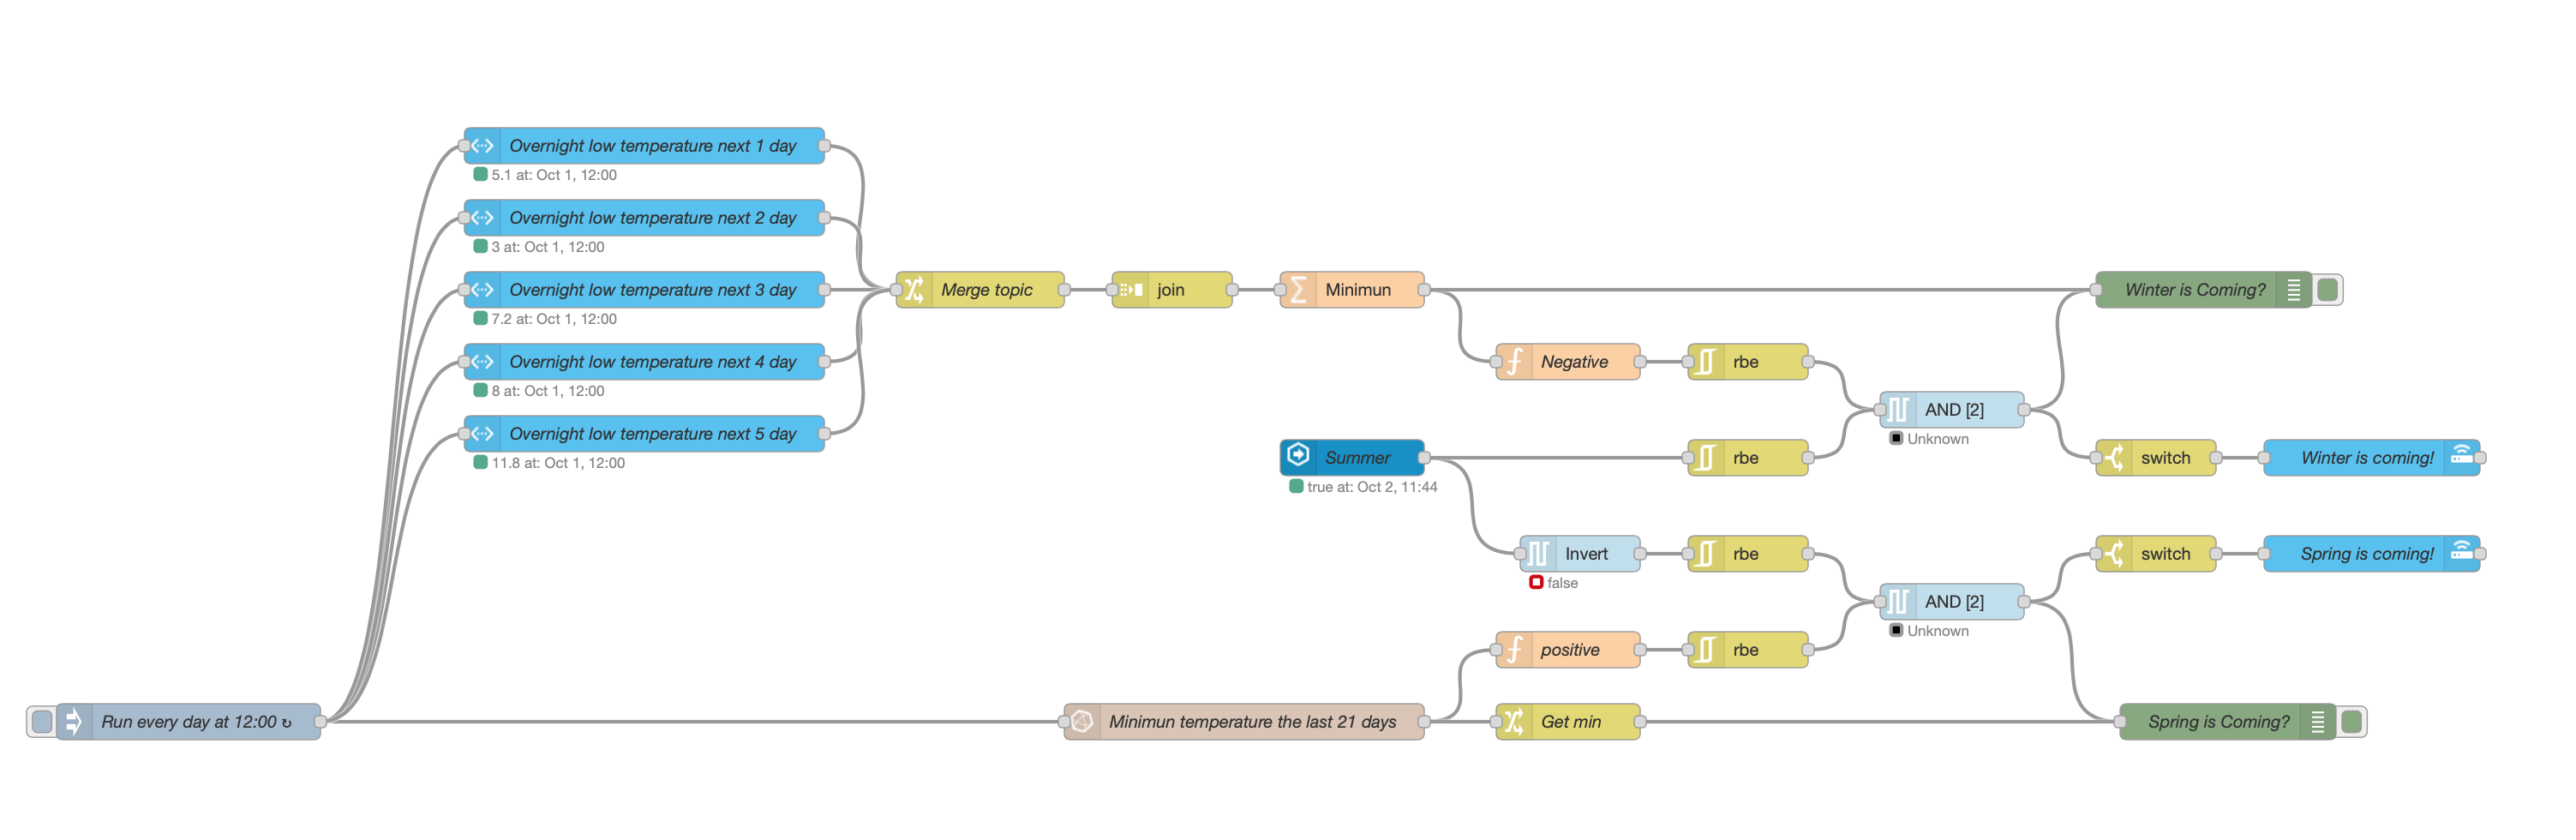 Overnight low temperature next 1 day
5.1 at: Oct 1, 12:00
Overnight low temperature next 2 day
3 at: Oct 1, 12:00
Overnight low temperature next 3 day
7.2 at: Oct 1, 12:00
Overnight low temperature next 4 day
8 at: Oct 1, 12:00
Overnight low temperature next 5 day
11.8 at: Oct 1, 12:00
Merge topic
join
Minimun
Winter is Coming?
Negative
rbe
AND [2]
Unknown
Summer
true at: Oct 2, 11:44
rbe
switch
Winter is coming!
Invert
false
rbe
switch
Spring is coming!
AND [2]
Unknown
positive
rbe
Run every day at 12:00 ↻
Minimun temperature the last 21 days
Get min
Spring is Coming?